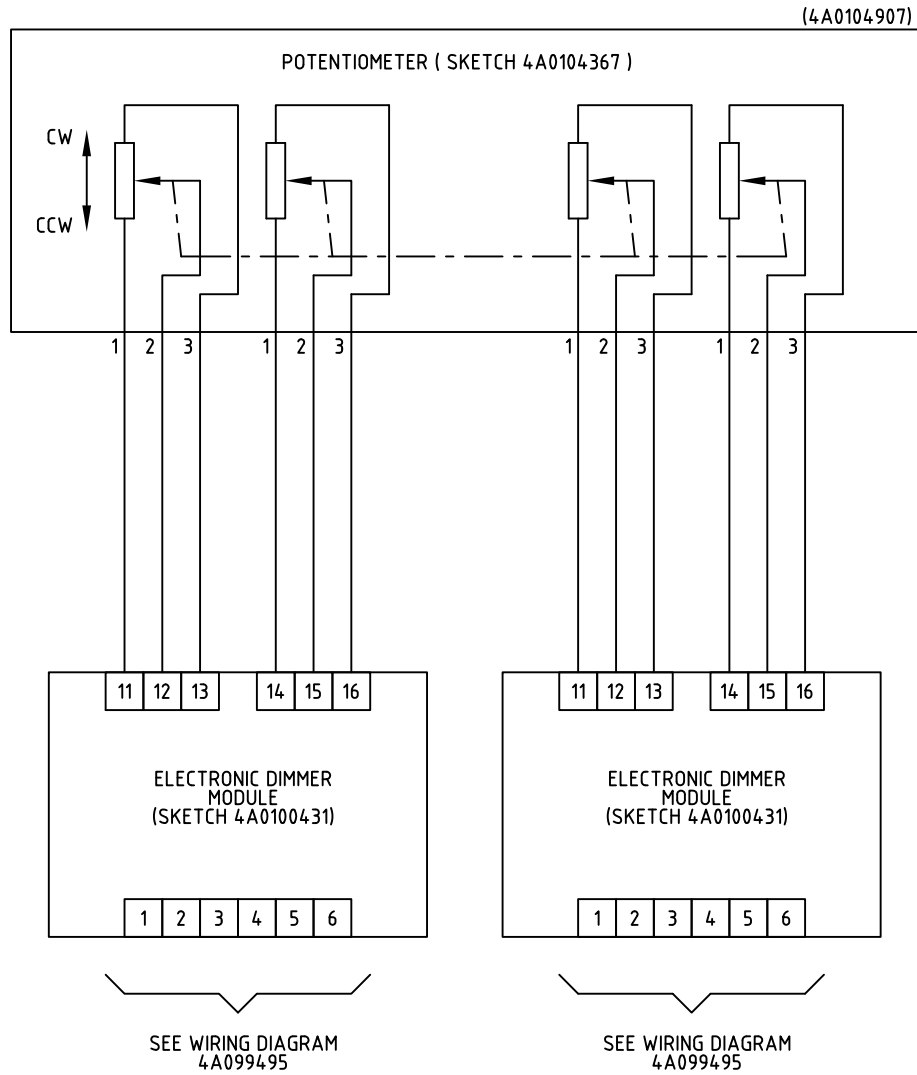 (4A0104907)
POTENTIOMETER ( SKETCH 4A0104367 )
CW
CCW
1 2 3 1 2 3 1 2 3 1 2 3
11 12 13 14 15 16 11 12 13 14 15 16
ELECTRONIC DIMMER
MODULE
(SKETCH 4A0100431)
ELECTRONIC DIMMER
MODULE
(SKETCH 4A0100431)
1 2 3 4 5 6 1 2 3 4 5 6
SEE WIRING DIAGRAM
4A099495
SEE WIRING DIAGRAM
4A099495